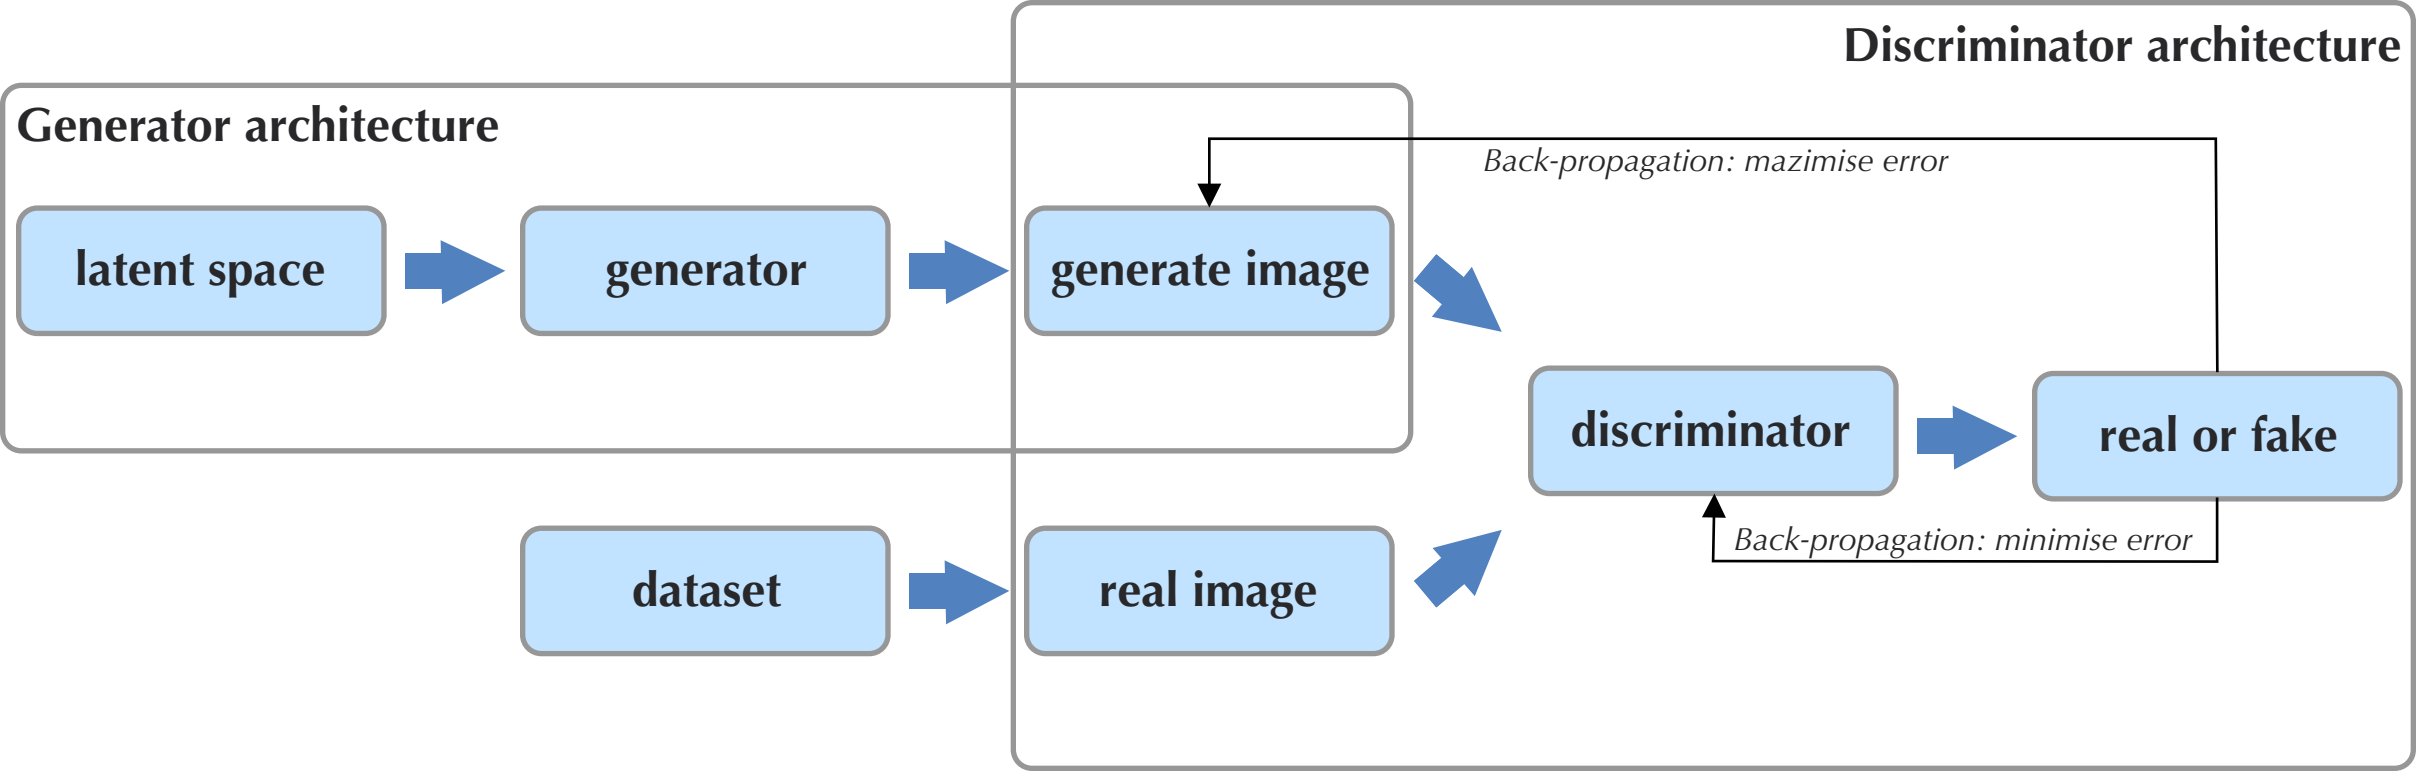 Discriminator architecture
Generator architecture
Back-propagation: mazimise error
latent space
generator
generate image
discriminator
real or fake
Back-propagation: minimise error
dataset
real image